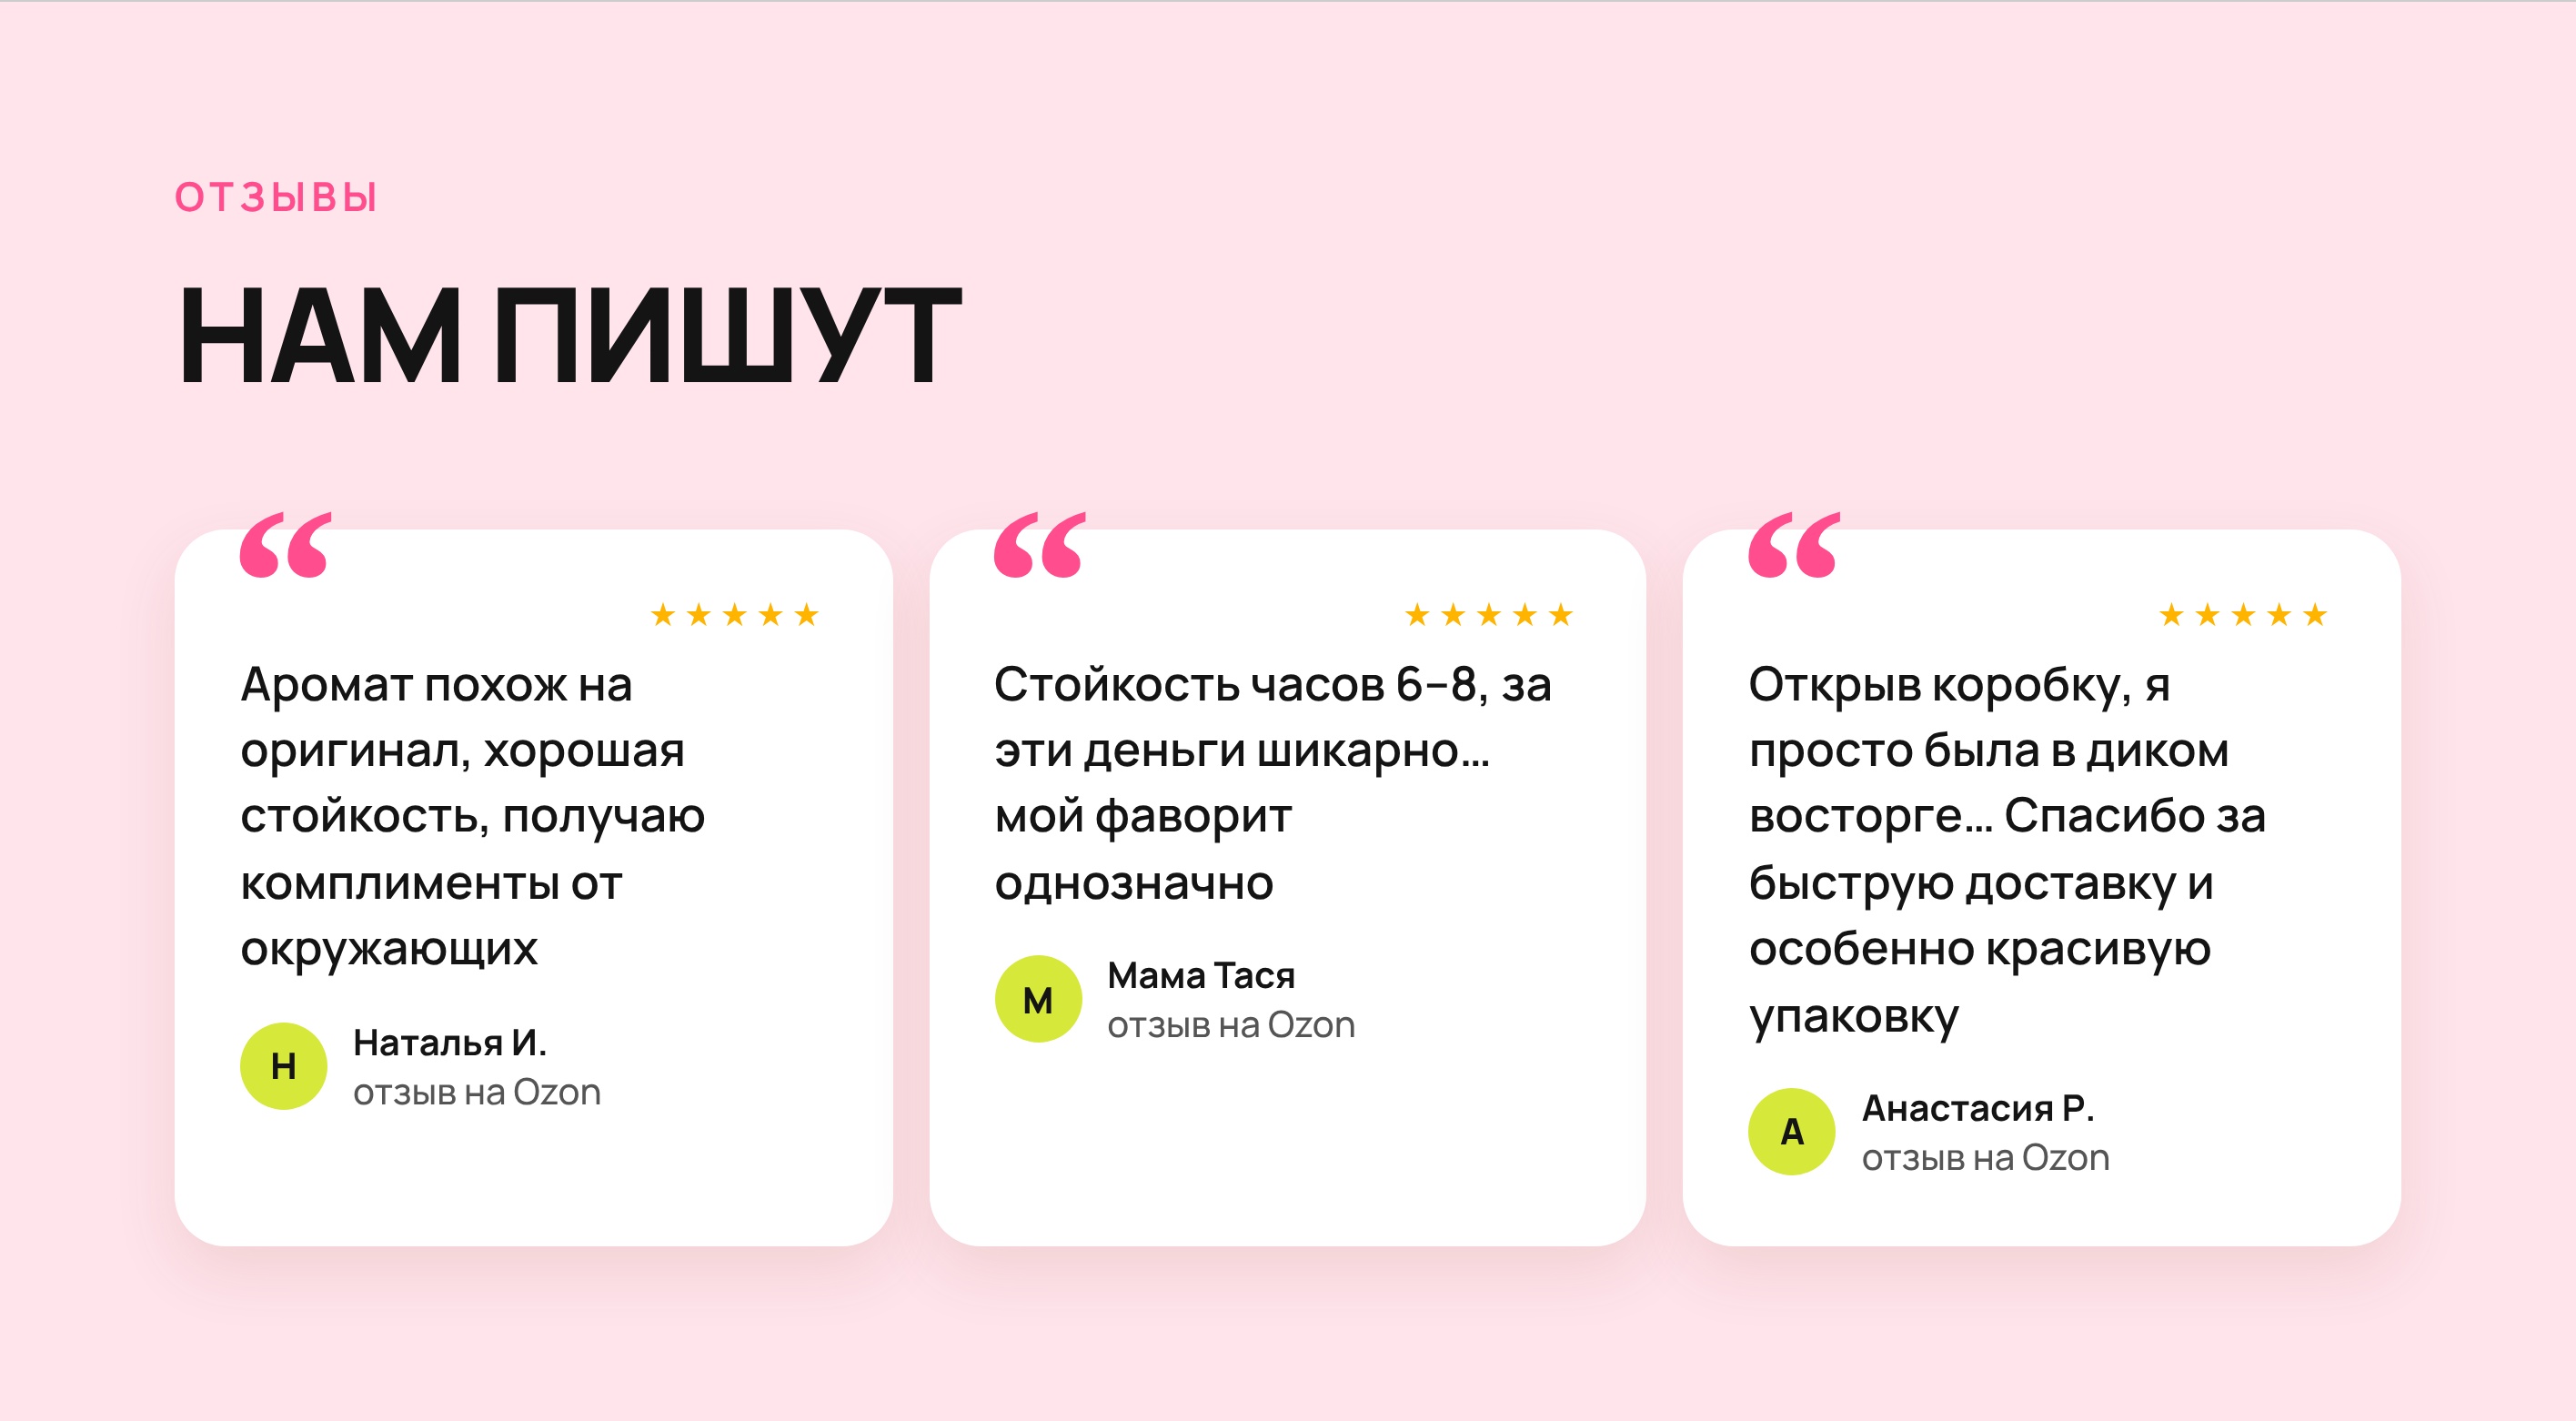 ОТЗЫВЫ
НАМ ПИШУТ
“
★★★★★
Аромат похож на
оригинал, хорошая
стойкость, получаю
комплименты от
окружающих
Н
Наталья И.
отзыв на Ozon
“
★★★★★
Стойкость часов 6–8, за
эти деньги шикарно...
мой фаворит
однозначно
М
Мама Тася
отзыв на Ozon
“
★★★★★
Открыв коробку, я
просто была в диком
восторге... Спасибо за
быструю доставку и
особенно красивую
упаковку
А
Анастасия Р.
отзыв на Ozon